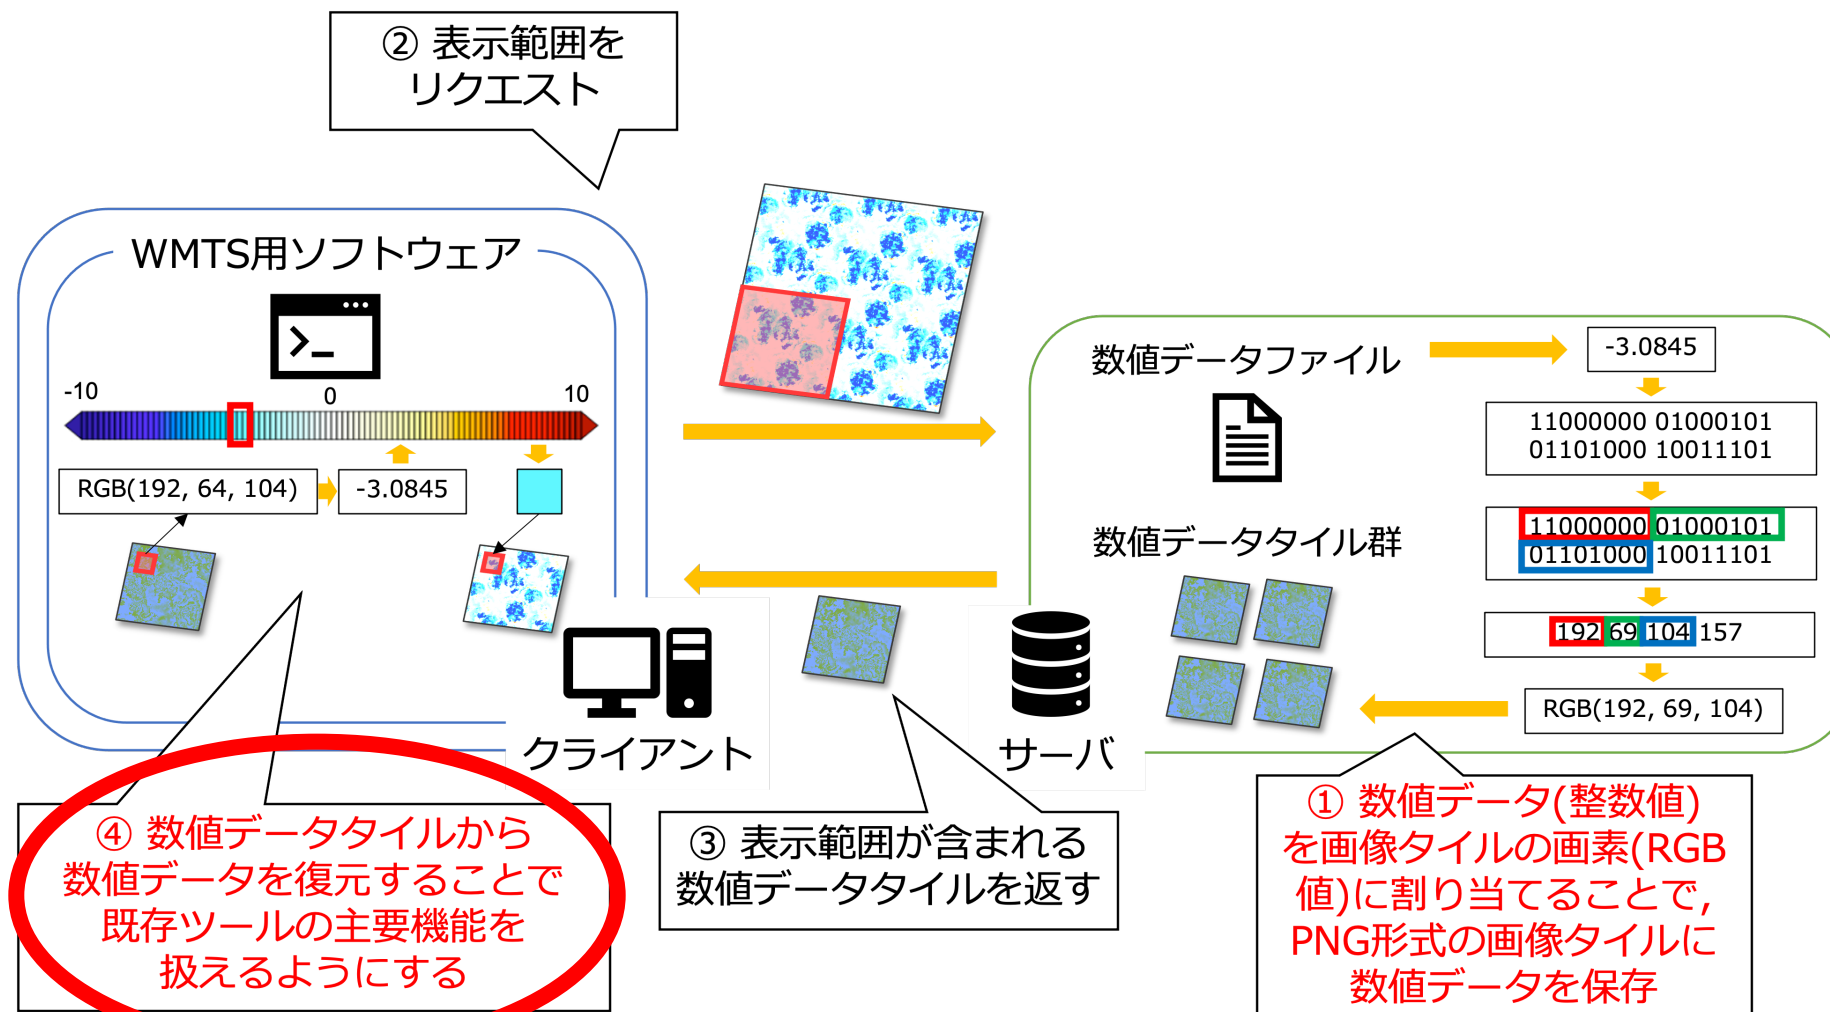 ② 表示範囲を
リクエスト
WMTS用ソフトウェア
-10
0
10
RGB(192, 64, 104)
-3.0845
クライアント
④ 数値データタイルから
数値データを復元することで
既存ツールの主要機能を
扱えるようにする
③ 表示範囲が含まれる
数値データタイルを返す
サーバ
数値データファイル
数値データタイル群
-3.0845
11000000 01000101
01101000 10011101
11000000 01000101
01101000 10011101
192 69 104 157
RGB(192, 69, 104)
① 数値データ(整数値)
を画像タイルの画素(RGB
値)に割り当てることで,
PNG形式の画像タイルに
数値データを保存